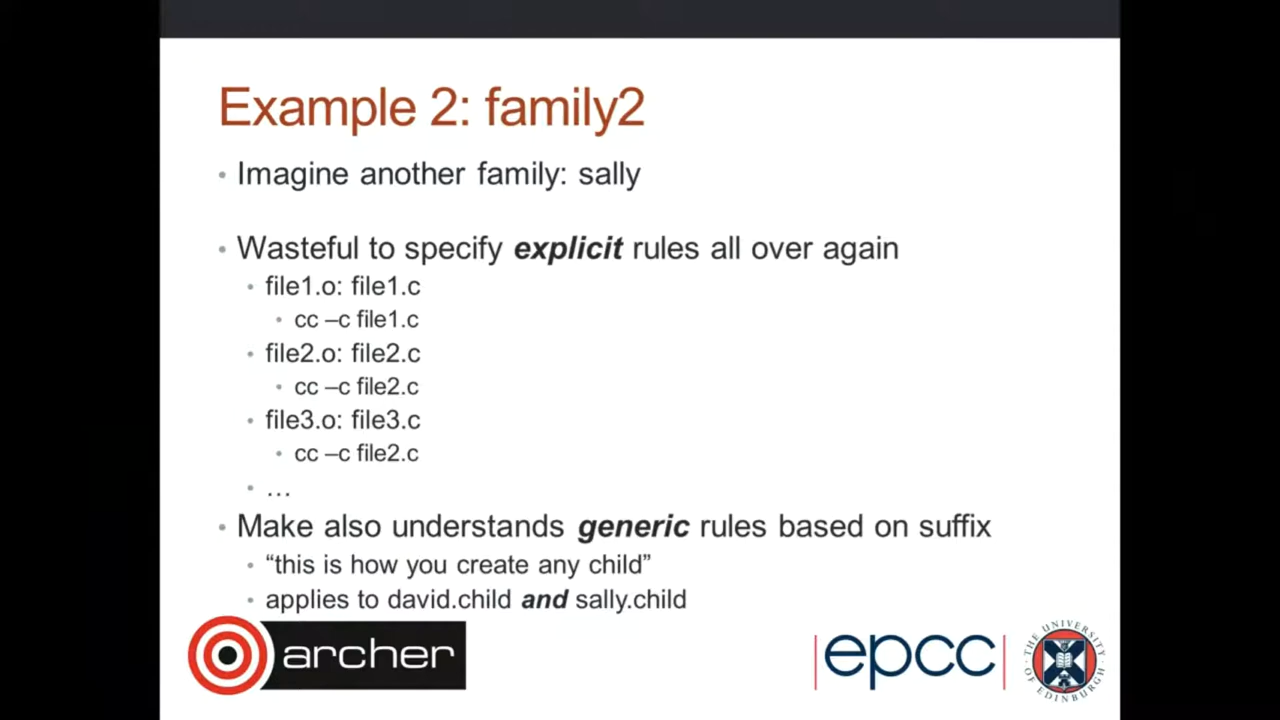 Example 2: family2
• Imagine another family: sally
• Wasteful to specify explicit rules all over again
• file1.o: file1.c
• cc –c file1.c
• file2.o: file2.c
• cc –c file2.c
• file3.o: file3.c
• cc –c file2.c
• …
• Make also understands generic rules based on suffix
• “this is how you create any child”
• applies to david.child and sally.child
archer
epcc
THE UNIVERSITY OF EDINBURGH